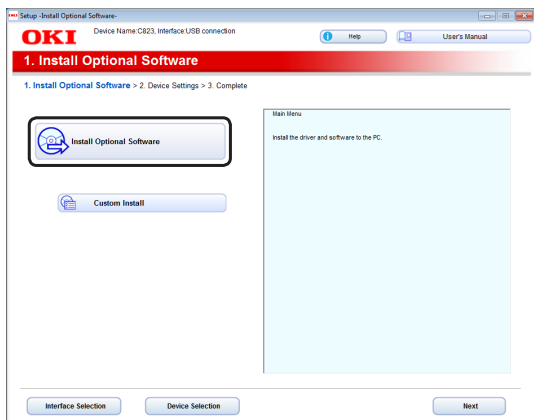 Setup -Install Optional Software-
OKI
Device Name:C823, Interface:USB connection
Help
User's Manual
1. Install Optional Software
1. Install Optional Software > 2. Device Settings > 3. Complete
Install Optional Software
Custom Install
Main Menu
Install the driver and software to the PC.
Interface Selection
Device Selection
Next